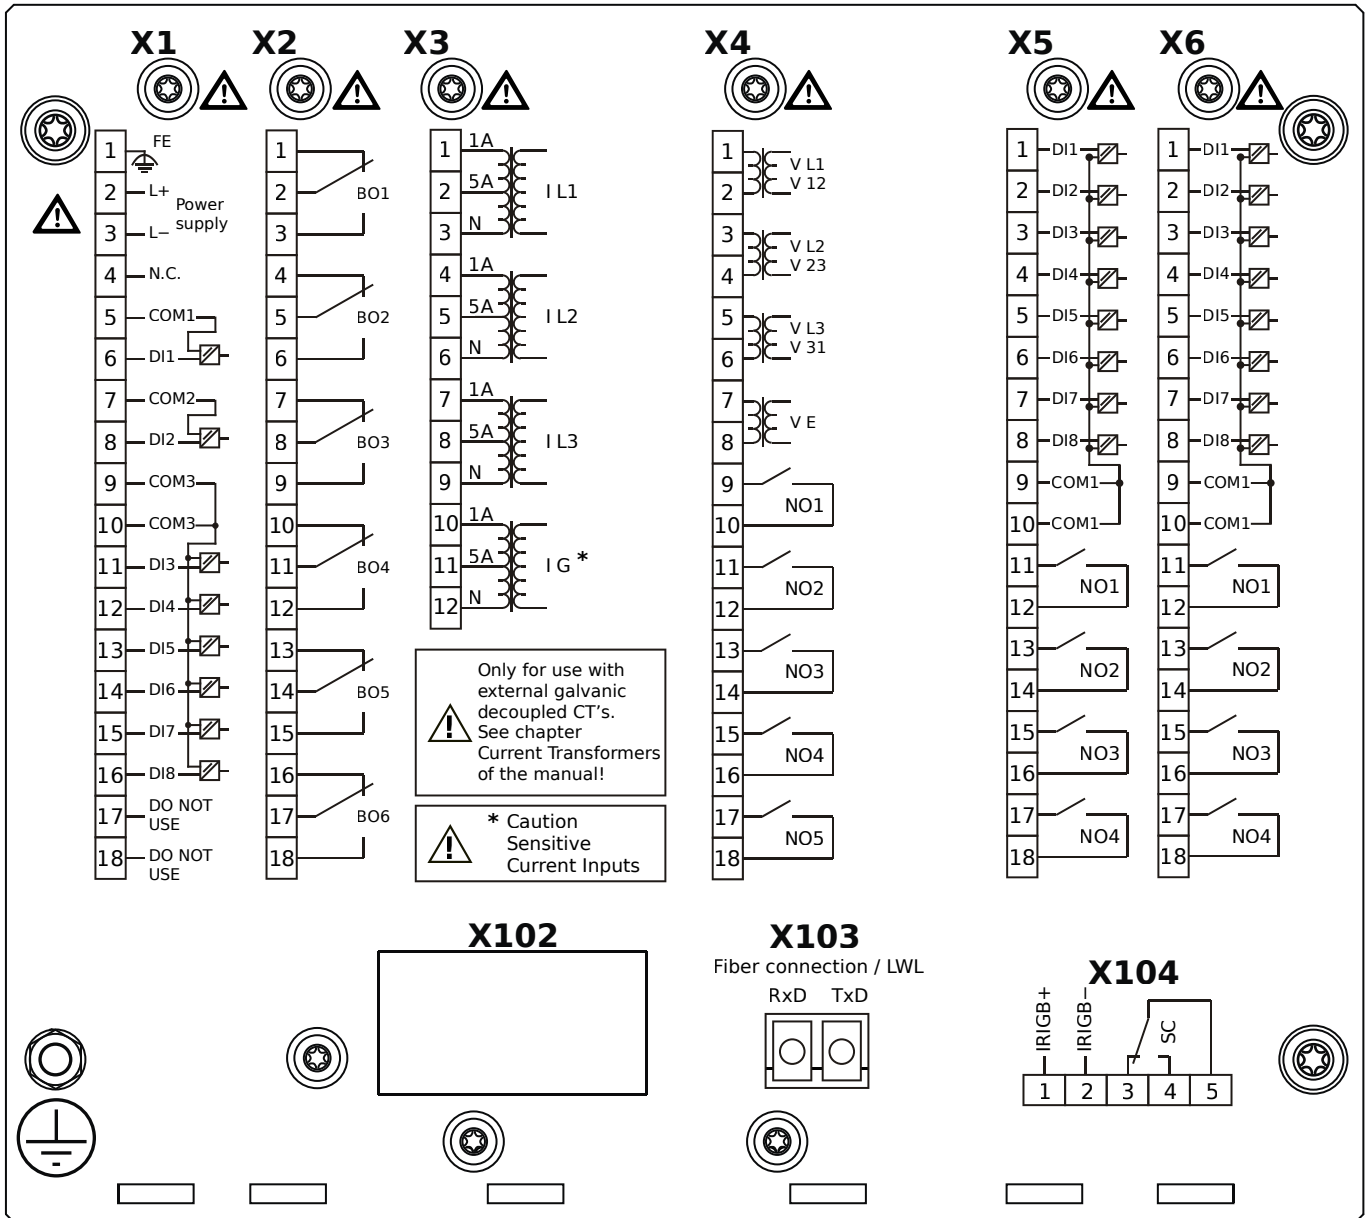 X1 X2 X3 X4 X5 X6
1 FE
2 L+
Power
supply
3 L−
4 N.C.
5 COM1
6 DI1
7 COM2
8 DI2
9 COM3
10 COM3
11 DI3
12 DI4
13 DI5
14 DI6
15 DI7
16 DI8
17 DO NOT
USE
18 DO NOT
USE
1
2 BO1
3
4
5 BO2
6
7
8 BO3
9
10
11 BO4
12
13
14 BO5
15
16
17 BO6
18
1 1A
2 5A I L1
3 N
4 1A
5 5A I L2
6 N
7 1A
8 5A I L3
9 N
10 1A
11 5A I G *
12 N
Only for use with
external galvanic
decoupled CT's.
See chapter
Current Transformers
of the manual!
* Caution
Sensitive
Current Inputs
1 V L1
2 V 12
3 V L2
4 V 23
5 V L3
6 V 31
7
V E
8
9
NO1
10
11
NO2
12
13
NO3
14
15
NO4
16
17
NO5
18
1 DI1
2 DI2
3 DI3
4 DI4
5 DI5
6 DI6
7 DI7
8 DI8
9 COM1
10 COM1
11
NO1
12
13
NO2
14
15
NO3
16
17
NO4
18
1 DI1
2 DI2
3 DI3
4 DI4
5 DI5
6 DI6
7 DI7
8 DI8
9 COM1
10 COM1
11
NO1
12
13
NO2
14
15
NO3
16
17
NO4
18
X102
X103
Fiber connection / LWL
RxD TxD
X104
IRIGB+ IRIGB− SC
1 2 3 4 5